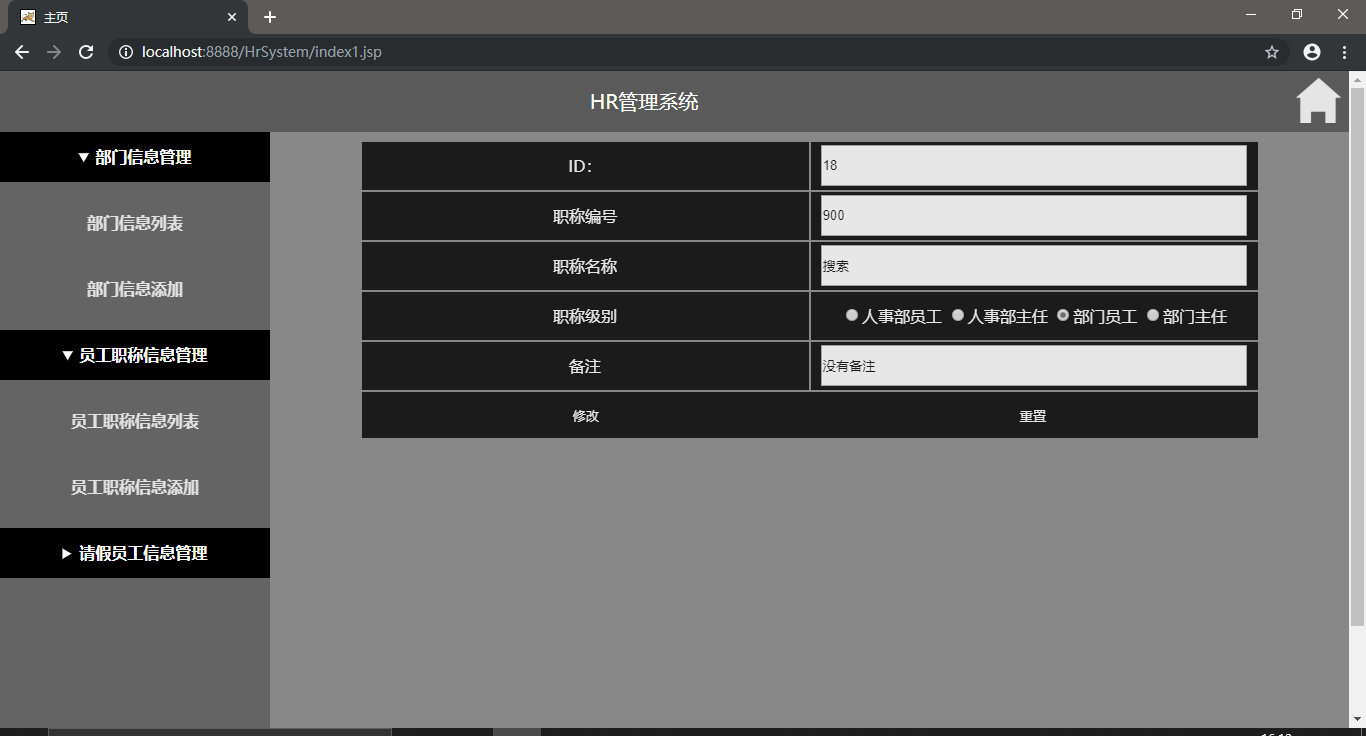 主页
localhost:8888/HrSystem/index1.jsp
HR管理系统
▼ 部门信息管理
部门信息列表
部门信息添加
▼ 员工职称信息管理
员工职称信息列表
员工职称信息添加
▶ 请假员工信息管理
ID：
18
职称编号
900
职称名称
搜索
职称级别
人事部员工 人事部主任 部门员工 部门主任
备注
没有备注
修改
重置